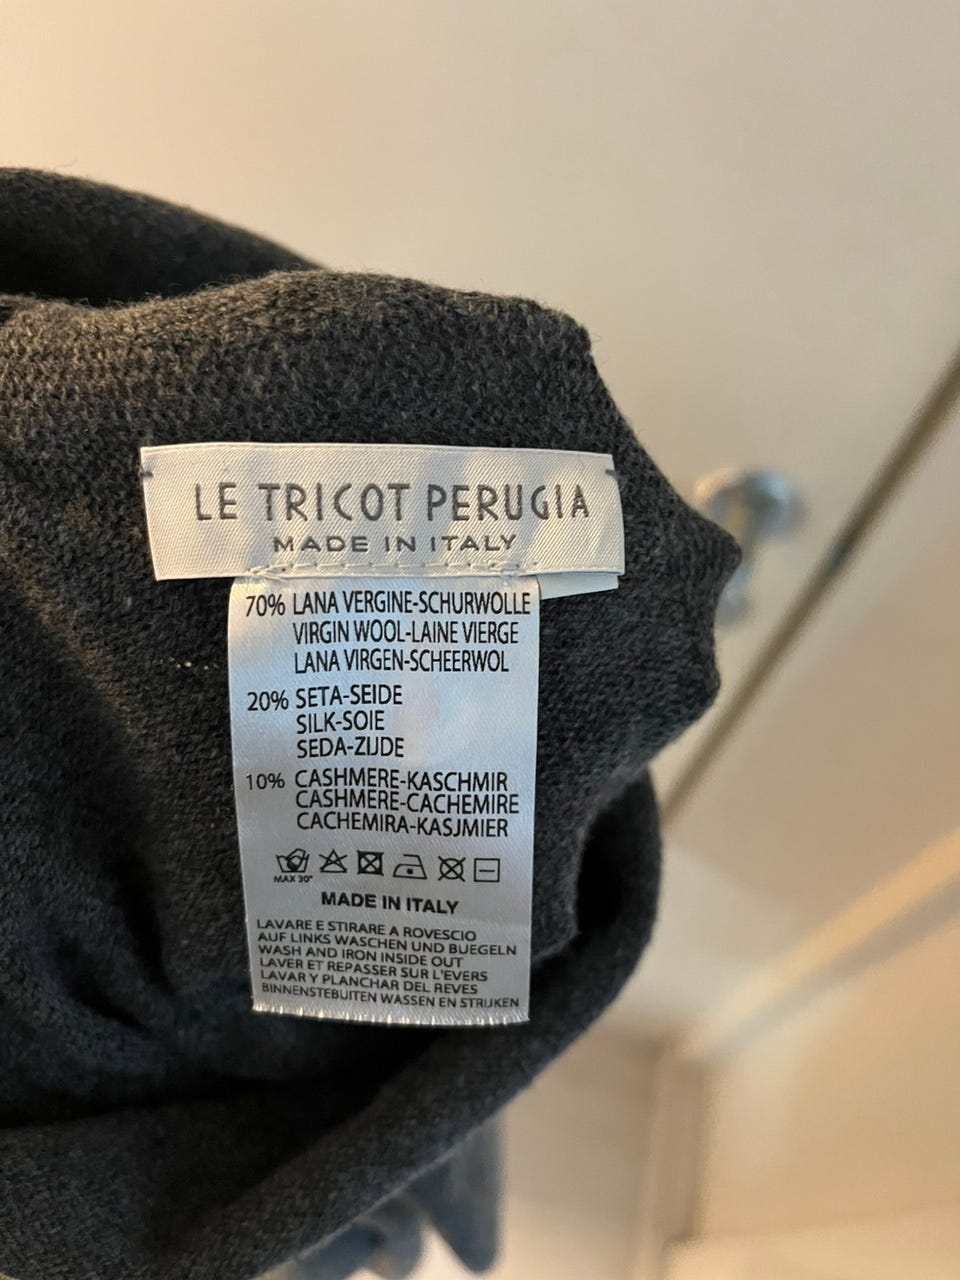 LE TRICOT PERUGIA
MADE IN ITALY
70% LANA VERGINE-SCHURWOLLE
VIRGIN WOOL-LAINE VIERGE
LANA VIRGEN-SCHEERWOL
20% SETA-SEIDE
SILK-SOIE
SEDA-ZIJDE
10% CASHMERE-KASCHMIR
CASHMERE-CACHEMIRE
CACHEMIRA-KASJMIER
MAX 30°
MADE IN ITALY
LAVARE E STIRARE A ROVESCIO
AUF LINKS WASCHEN UND BUEGELN
WASH AND IRON INSIDE OUT
LAVER ET REPASSER SUR L'EVERS
LAVAR Y PLANCHAR DEL REVES
BINNENSTEBUITEN WASSEN EN STRIJKEN